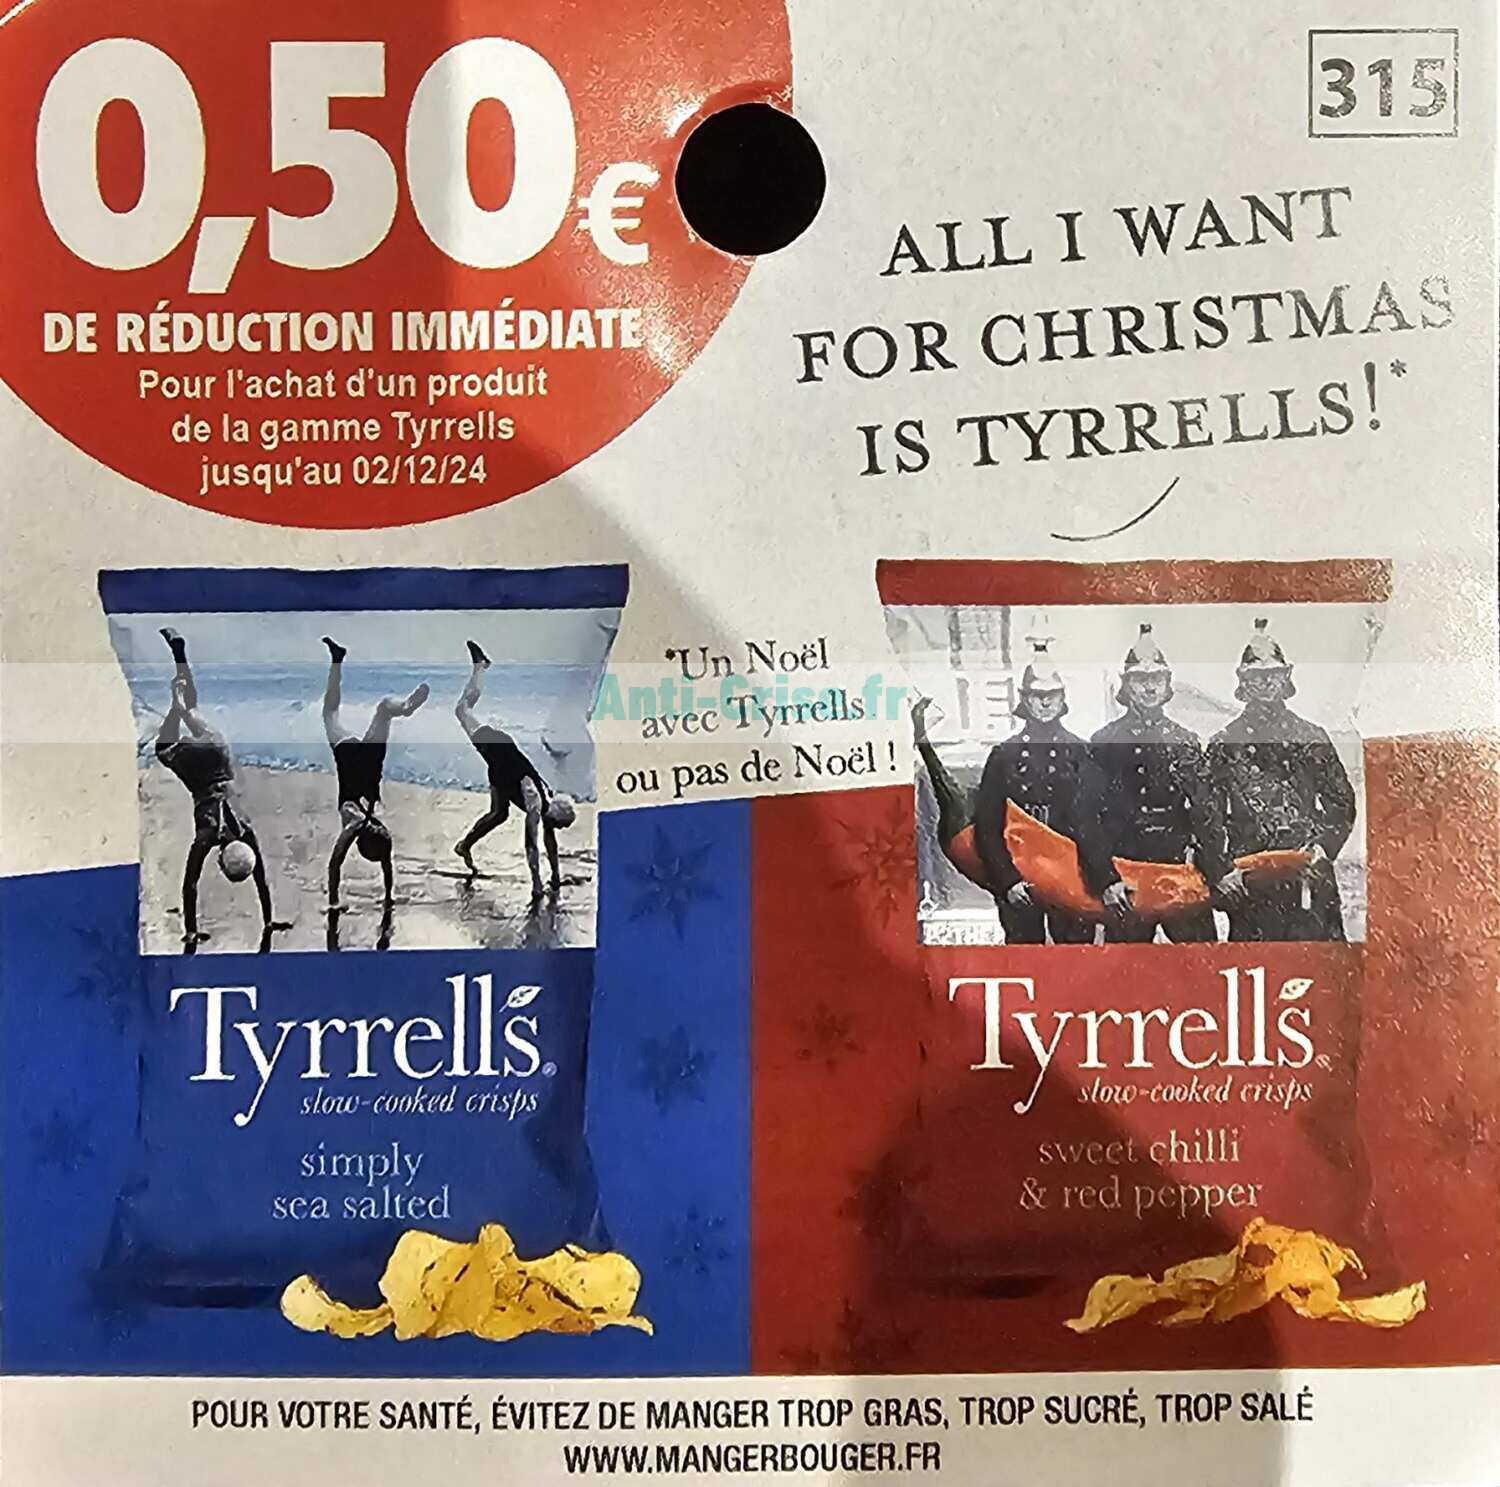 0,50€
DE RÉDUCTION IMMÉDIATE
Pour l'achat d'un produit
de la gamme Tyrrells
jusqu'au 02/12/24
315
ALL I WANT
FOR CHRISTMAS
IS TYRRELLS!*
*Un Noël
avec Tyrrells
ou pas de Noël !
Anti-Crise.fr
Tyrrell's
slow-cooked crisps
simply
sea salted
Tyrrell's
slow-cooked crisps
sweet chilli
& red pepper
POUR VOTRE SANTÉ, ÉVITEZ DE MANGER TROP GRAS, TROP SUCRÉ, TROP SALÉ
WWW.MANGERBOUGER.FR